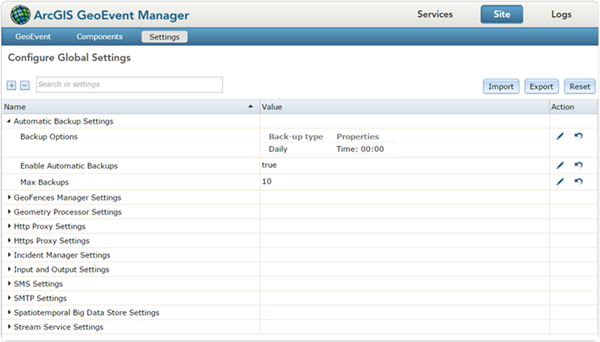 ArcGIS GeoEvent Manager
Services Site Logs
GeoEvent Components Settings
Configure Global Settings
Search in settings
Import Export Reset
Name Value Action
Automatic Backup Settings
Backup Options
Back-up type Properties
Daily Time: 00:00
Enable Automatic Backups true
Max Backups 10
GeoFences Manager Settings
Geometry Processor Settings
Http Proxy Settings
Https Proxy Settings
Incident Manager Settings
Input and Output Settings
SMS Settings
SMTP Settings
Spatiotemporal Big Data Store Settings
Stream Service Settings